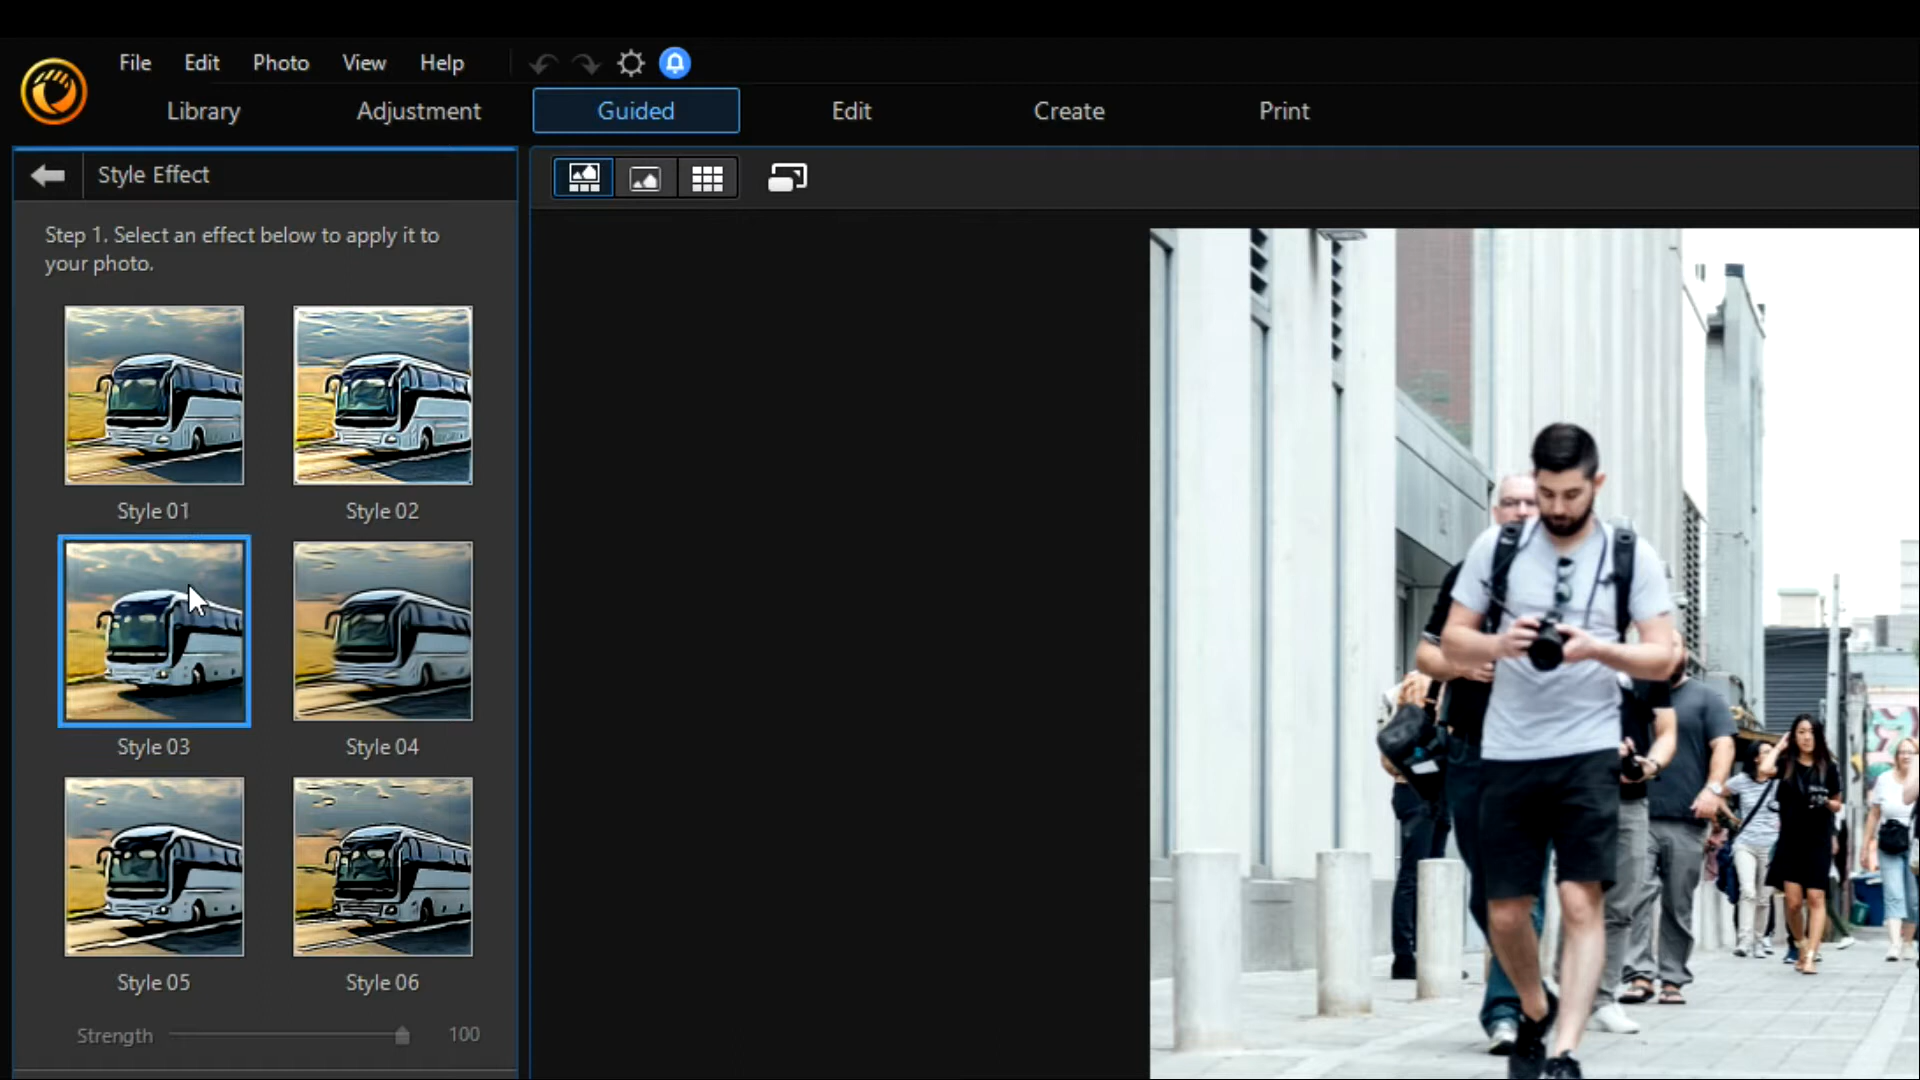 File Edit Photo View Help
Library Adjustment Guided Edit Create Print
Style Effect
Step 1. Select an effect below to apply it to
your photo.
Style 01 Style 02
Style 03 Style 04
Style 05 Style 06
Strength 100